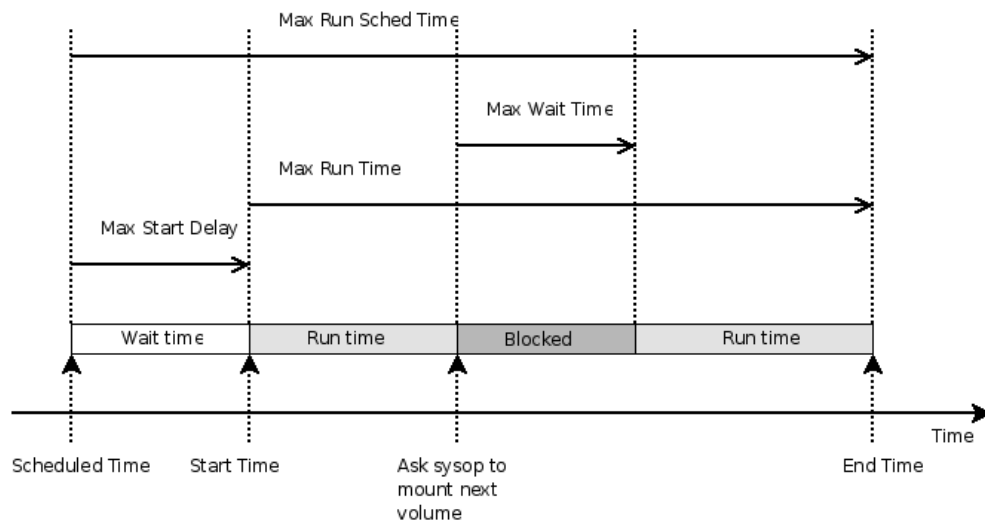 Max Run Sched Time
Max Wait Time
Max Run Time
Max Start Delay
Wait time
Run time
Blocked
Run time
Time
Scheduled Time
Start Time
Ask sysop to
mount next
volume
End Time